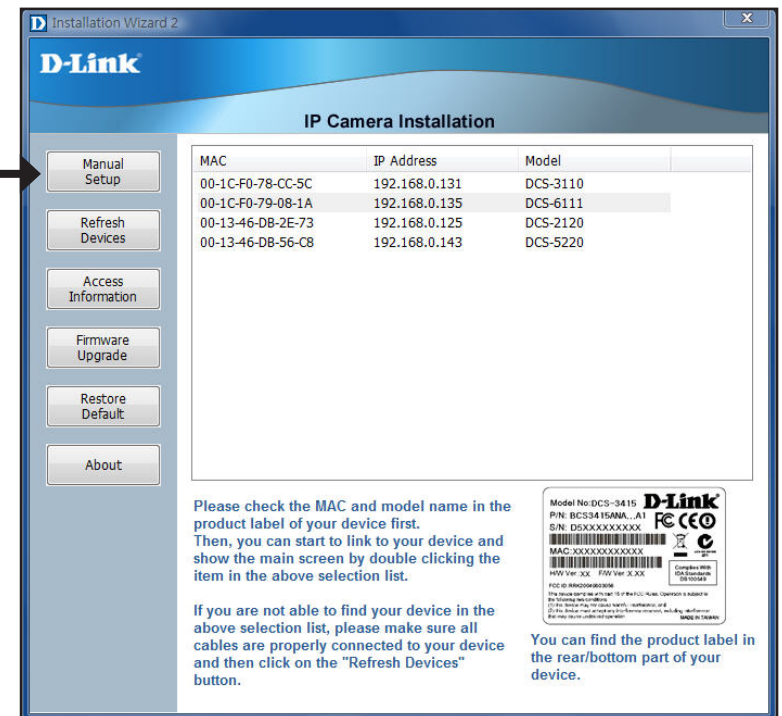 Installation Wizard 2
D-Link
IP Camera Installation
Manual
Setup
Refresh
Devices
Access
Information
Firmware
Upgrade
Restore
Default
About
MAC IP Address Model
00-1C-F0-78-CC-5C 192.168.0.131 DCS-3110
00-1C-F0-79-08-1A 192.168.0.135 DCS-6111
00-13-46-DB-2E-73 192.168.0.125 DCS-2120
00-13-46-DB-56-C8 192.168.0.143 DCS-5220
Please check the MAC and model name in the
product label of your device first.
Then, you can start to link to your device and
show the main screen by double clicking the
item in the above selection list.
If you are not able to find your device in the
above selection list, please make sure all
cables are properly connected to your device
and then click on the "Refresh Devices"
button.
Model No:DCS-3415 D-Link
P/N: BCS3415ANA...A1 FC CE
S/N: D5XXXXXXXXX
MAC:XXXXXXXXXXXX
H/W Ver.:XX F/W Ver.:X.XX
Complies With
IDA Standards
MADE IN TAIWAN
You can find the product label in
the rear/bottom part of your
device.